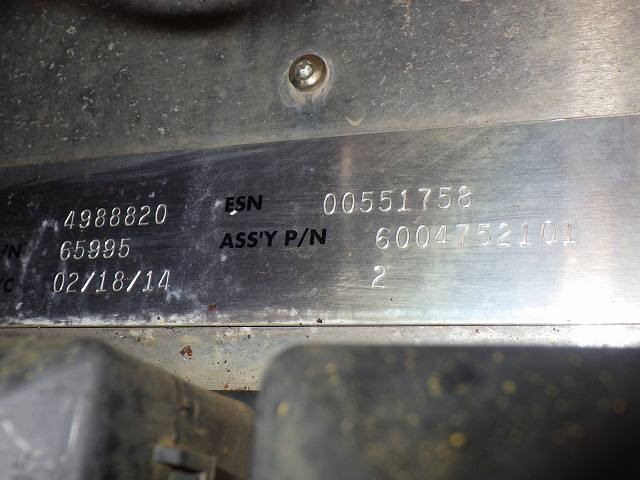 4988820 ESN 00551758
/N 65995 ASS'Y P/N 6004752101
/C 02/18/14 2